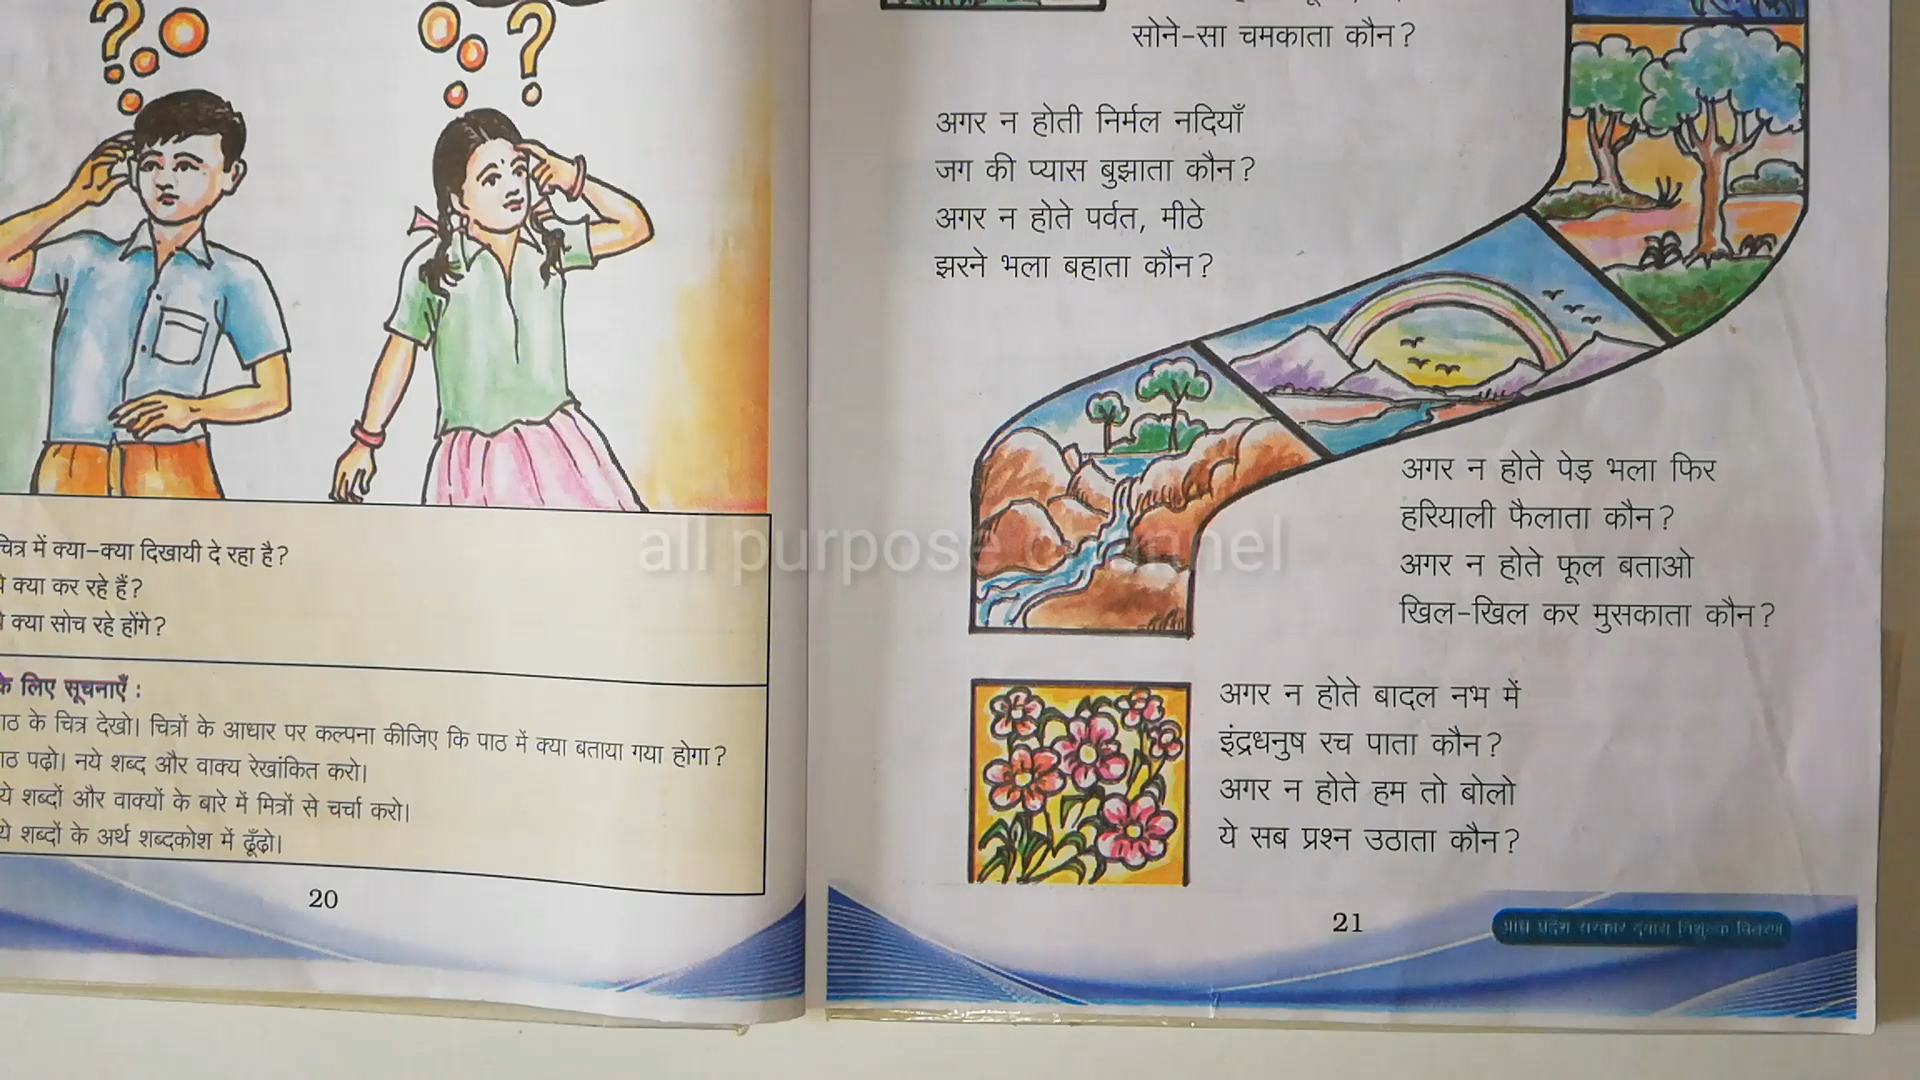 चित्र में क्या-क्या दिखायी दे रहा है?
क्या कर रहे हैं?
क्या सोच रहे होंगे?
के लिए सूचनाएँ :
के चित्र देखो। चित्रों के आधार पर कल्पना कीजिए कि पाठ में क्या बताया गया होगा?
पढ़ो। नये शब्द और वाक्य रेखांकित करो।
शब्दों और वाक्यों के बारे में मित्रों से चर्चा करो।
शब्दों के अर्थ शब्दकोश में ढूँढ़ो।
20
सोने-सा चमकाता कौन?
अगर न होती निर्मल नदियाँ
जग की प्यास बुझाता कौन?
अगर न होते पर्वत, मीठे
झरने भला बहाता कौन?
अगर न होते पेड़ भला फिर
हरियाली फैलाता कौन?
अगर न होते फूल बताओ
खिल-खिल कर मुसकाता कौन?
अगर न होते बादल नभ में
इंद्रधनुष रच पाता कौन?
अगर न होते हम तो बोलो
ये सब प्रश्न उठाता कौन?
21
all purpose channel